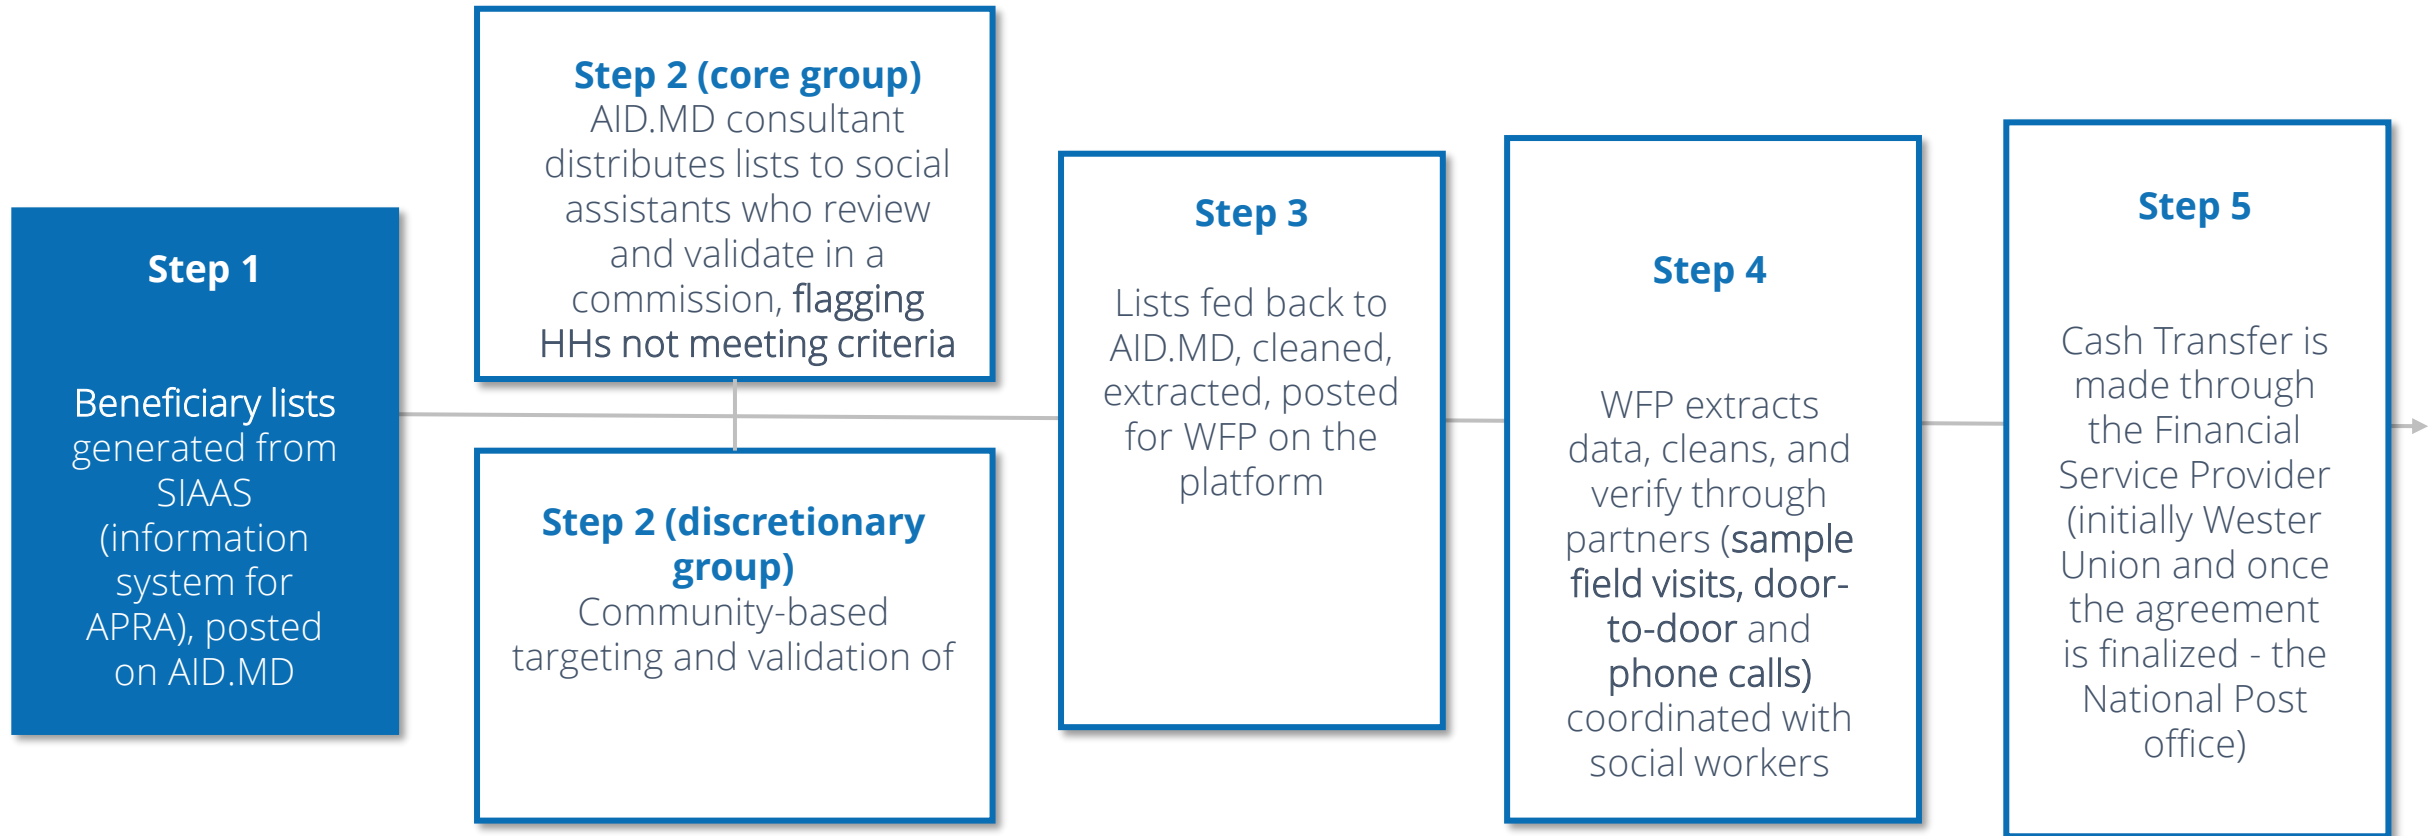 Step 1
Beneficiary lists
generated from
SIAAS
(information
system for
APRA), posted
on AID.MD
Step 2 (core group)
AID.MD consultant
distributes lists to social
assistants who review
and validate in a
commission, flagging
HHs not meeting criteria
Step 2 (discretionary
group)
Community-based
targeting and validation of
Step 3
Lists fed back to
AID.MD, cleaned,
extracted, posted
for WFP on the
platform
Step 4
WFP extracts
data, cleans, and
verify through
partners (sample
field visits, door-
to-door and
phone calls)
coordinated with
social workers
Step 5
Cash Transfer is
made through
the Financial
Service Provider
(initially Wester
Union and once
the agreement
is finalized - the
National Post
office)